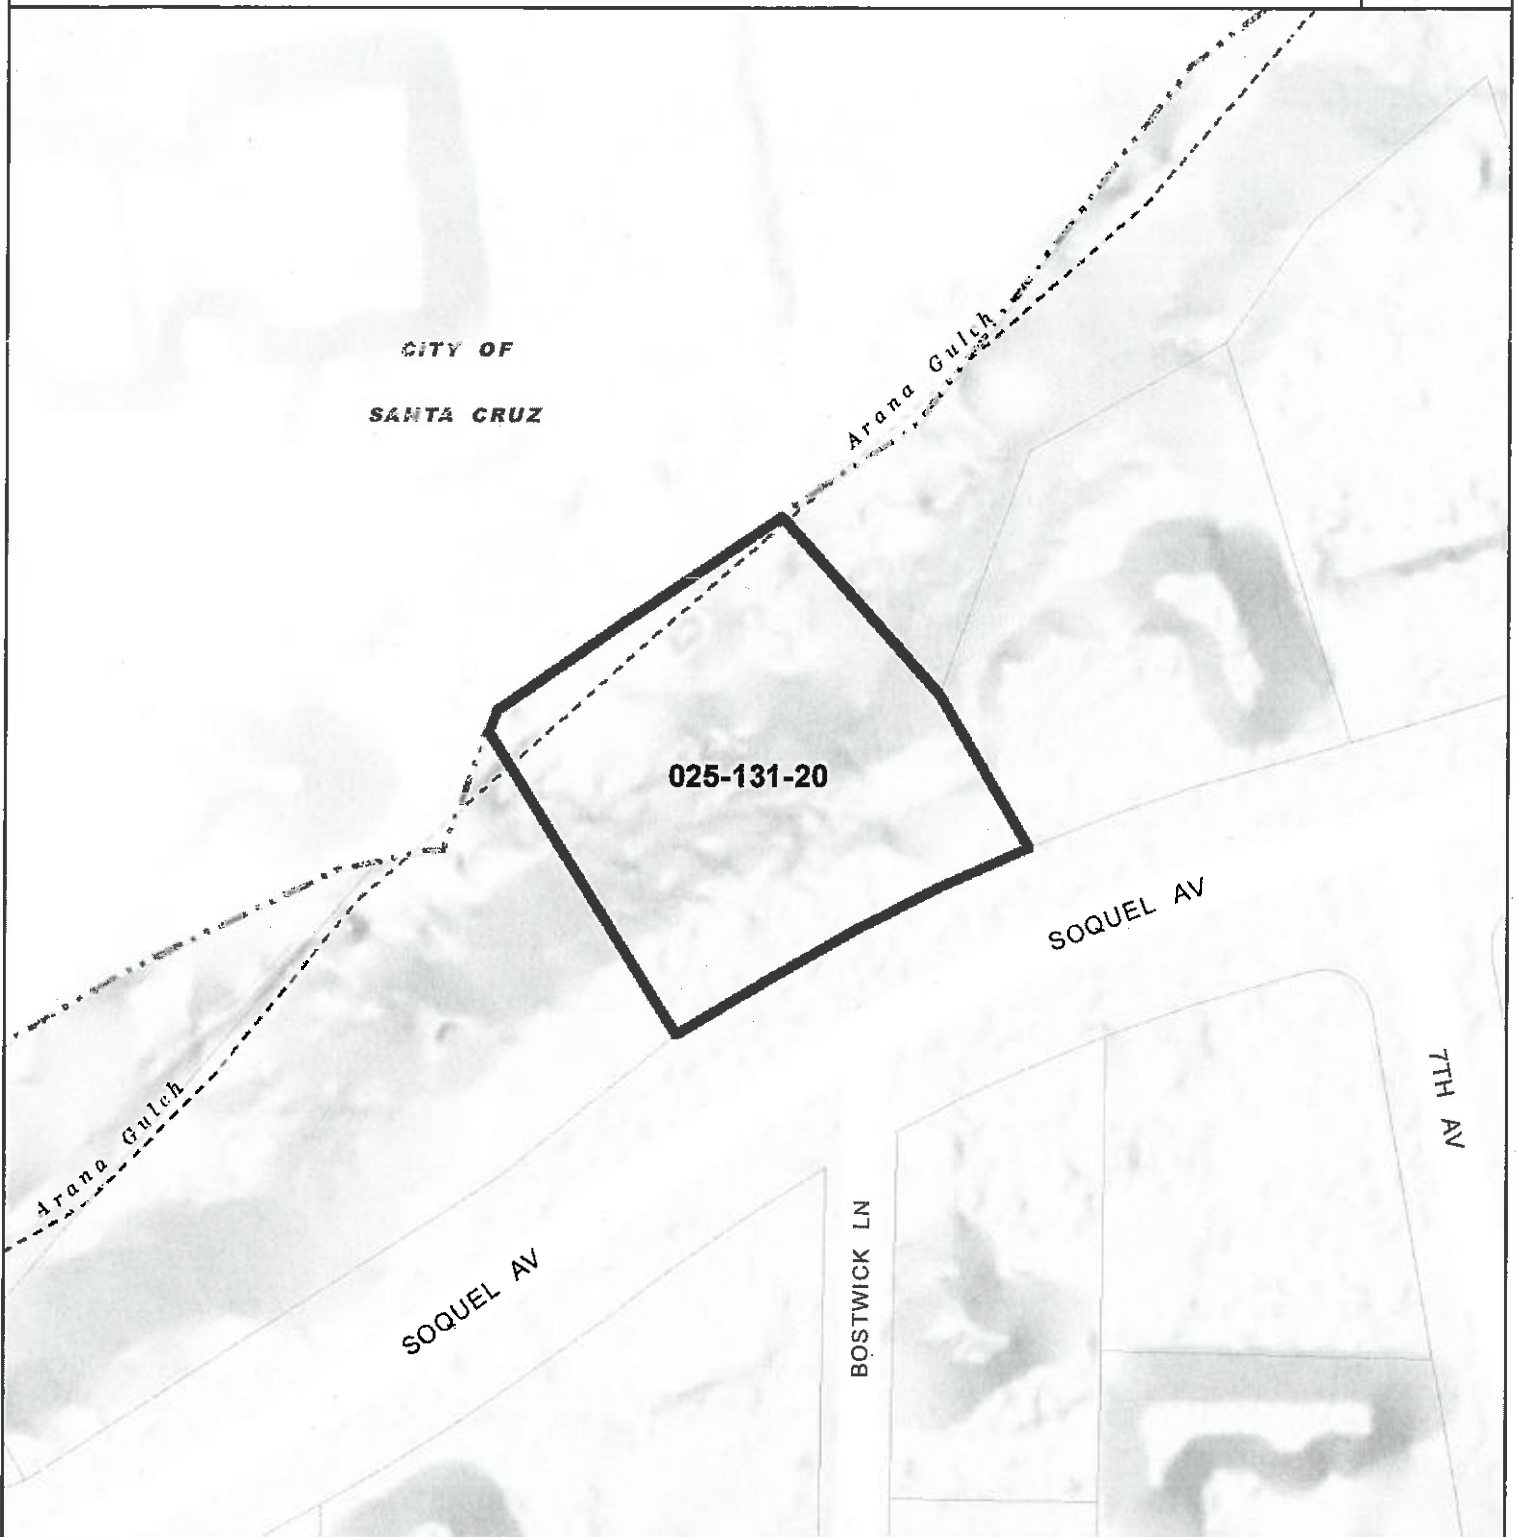 CITY OF
SANTA CRUZ
Arana Gulch
025-131-20
SOQUEL AV
7TH AV
Arana Gulch
BOSTWICK LN
SOQUEL AV